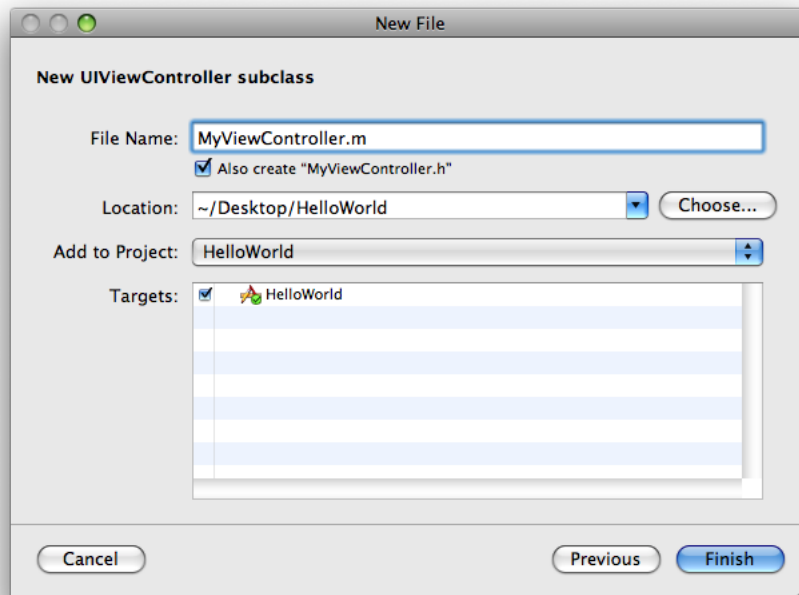 New File
New UIViewController subclass
File Name: MyViewController.m
Also create “MyViewController.h”
Location: ~/Desktop/HelloWorld Choose...
Add to Project: HelloWorld
Targets: HelloWorld
Cancel Previous Finish